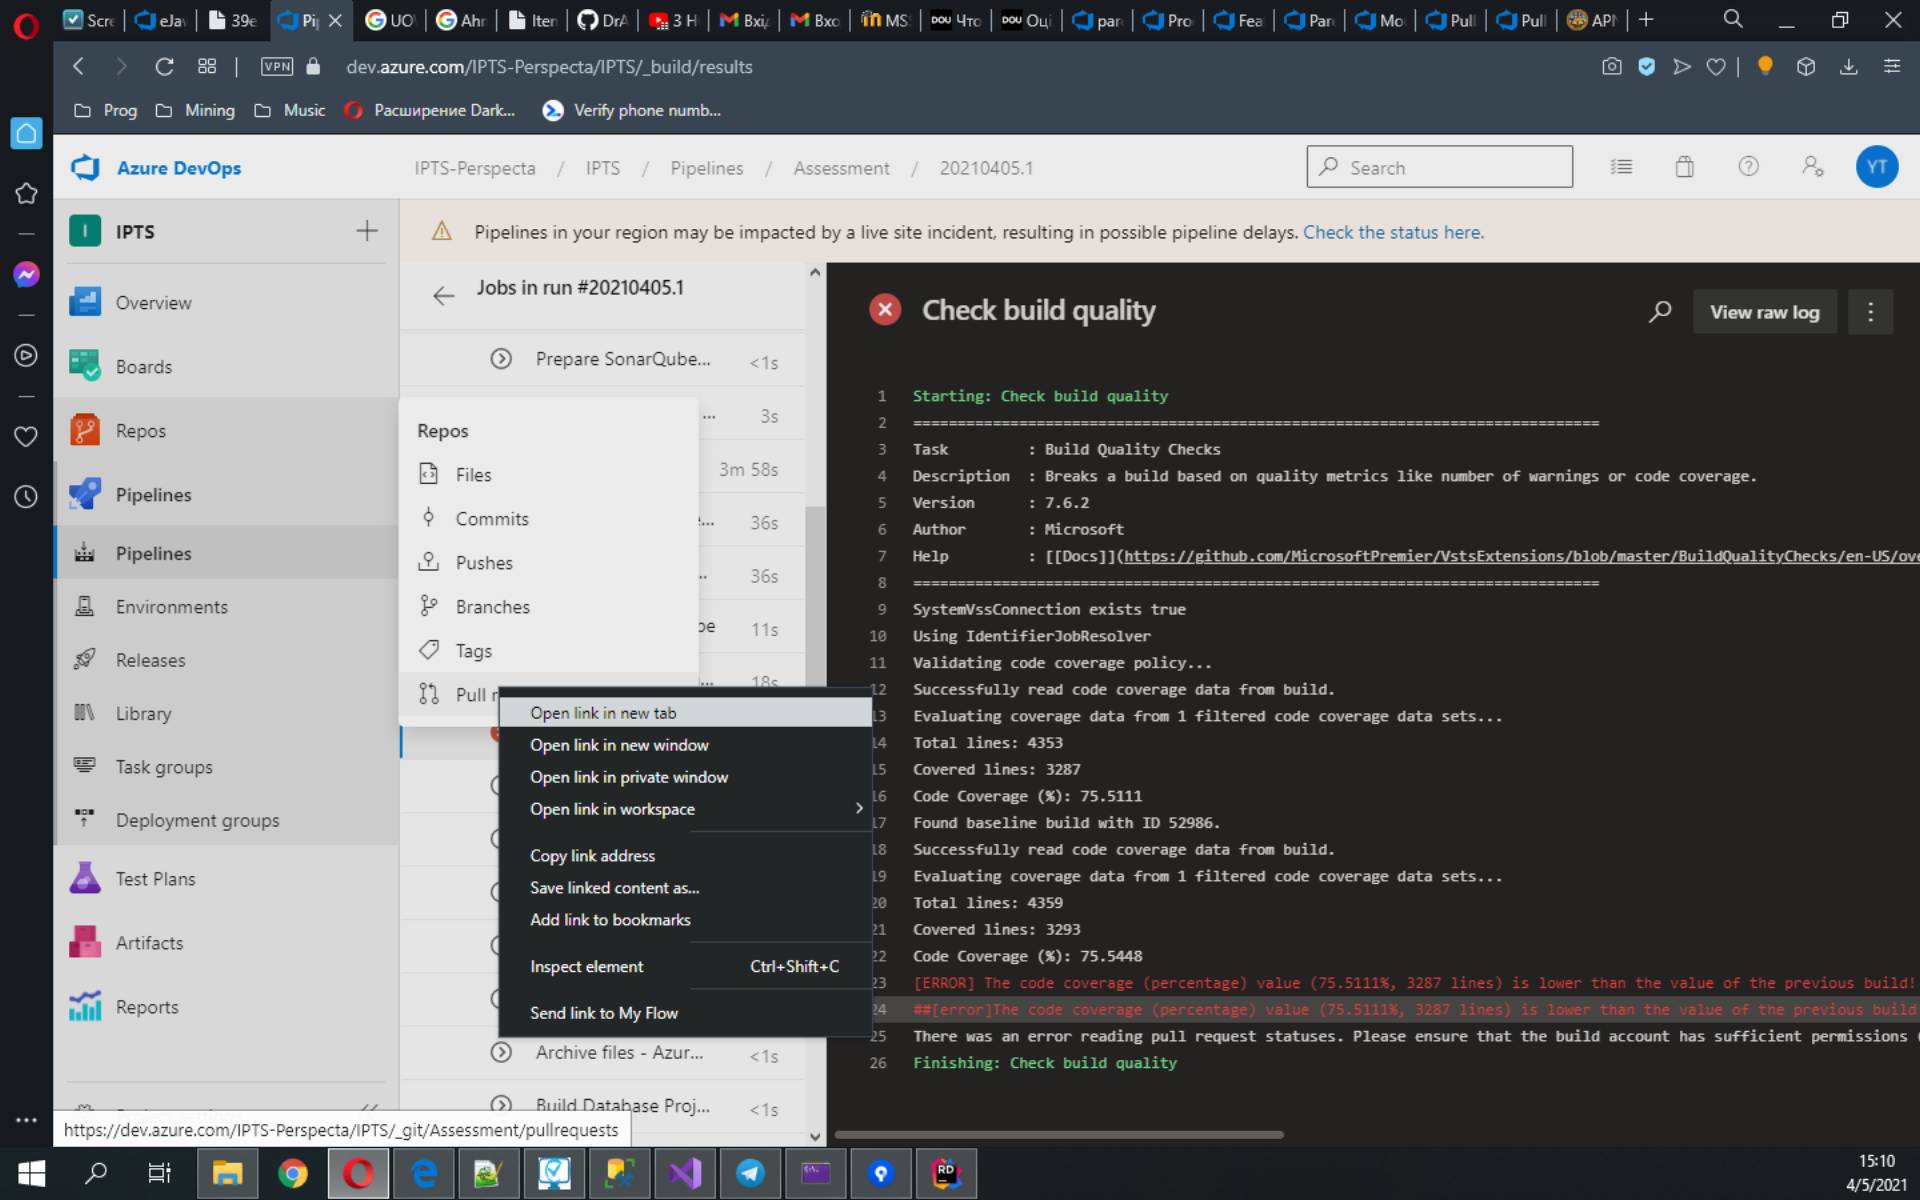 Scre
eJav
39e
Pip
UO
Ahr
Iten
DrA
3 H
Вхі
Вхо
MS
DOU Что
DOU Оці
par
Pro
Fea
Par
Mo
Pull
Pull
API
VPN
dev.azure.com/IPTS-Perspecta/IPTS/_build/results
Prog
Mining
Music
Расширение Dark...
Verify phone numb...
Azure DevOps
IPTS-Perspecta / IPTS / Pipelines / Assessment / 20210405.1
Search
YT
I IPTS
Pipelines in your region may be impacted by a live site incident, resulting in possible pipeline delays. Check the status here.
Overview
Boards
Repos
Pipelines
Pipelines
Environments
Releases
Library
Task groups
Deployment groups
Test Plans
Artifacts
Reports
https://dev.azure.com/IPTS-Perspecta/IPTS/_git/Assessment/pullrequests
Jobs in run #20210405.1
Prepare SonarQube... <1s
... 3s
3m 58s
... 36s
.. 36s
be 11s
... 18s
Archive files - Azur... <1s
Build Database Proj... <1s
Repos
Files
Commits
Pushes
Branches
Tags
Pull r
Open link in new tab
Open link in new window
Open link in private window
Open link in workspace
Copy link address
Save linked content as...
Add link to bookmarks
Inspect element Ctrl+Shift+C
Send link to My Flow
Check build quality
View raw log
1 Starting: Check build quality
2 ==============================================================================
3 Task : Build Quality Checks
4 Description : Breaks a build based on quality metrics like number of warnings or code coverage.
5 Version : 7.6.2
6 Author : Microsoft
7 Help : [[Docs]](https://github.com/MicrosoftPremier/VstsExtensions/blob/master/BuildQualityChecks/en-US/ove
8 ==============================================================================
9 SystemVssConnection exists true
10 Using IdentifierJobResolver
11 Validating code coverage policy...
12 Successfully read code coverage data from build.
13 Evaluating coverage data from 1 filtered code coverage data sets...
14 Total lines: 4353
15 Covered lines: 3287
16 Code Coverage (%): 75.5111
17 Found baseline build with ID 52986.
18 Successfully read code coverage data from build.
19 Evaluating coverage data from 1 filtered code coverage data sets...
20 Total lines: 4359
21 Covered lines: 3293
22 Code Coverage (%): 75.5448
23 [ERROR] The code coverage (percentage) value (75.5111%, 3287 lines) is lower than the value of the previous build!
24 ##[error]The code coverage (percentage) value (75.5111%, 3287 lines) is lower than the value of the previous build
25 There was an error reading pull request statuses. Please ensure that the build account has sufficient permissions (
26 Finishing: Check build quality
RD
15:10
4/5/2021